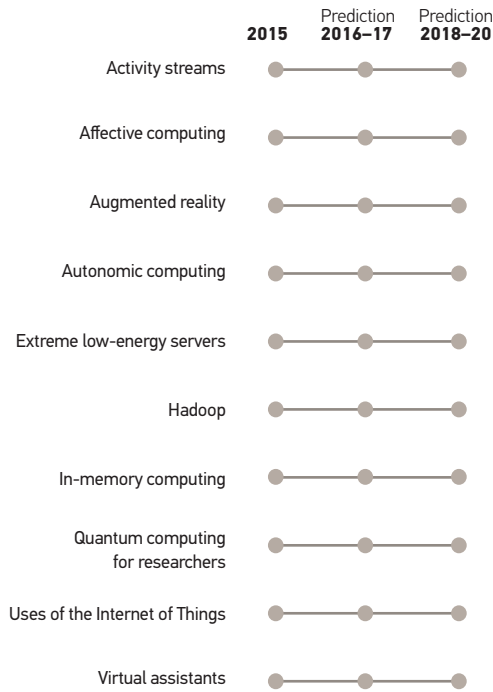 Prediction Prediction
2015 2016–17 2018–20
Activity streams
Affective computing
Augmented reality
Autonomic computing
Extreme low-energy servers
Hadoop
In-memory computing
Quantum computing
for researchers
Uses of the Internet of Things
Virtual assistants